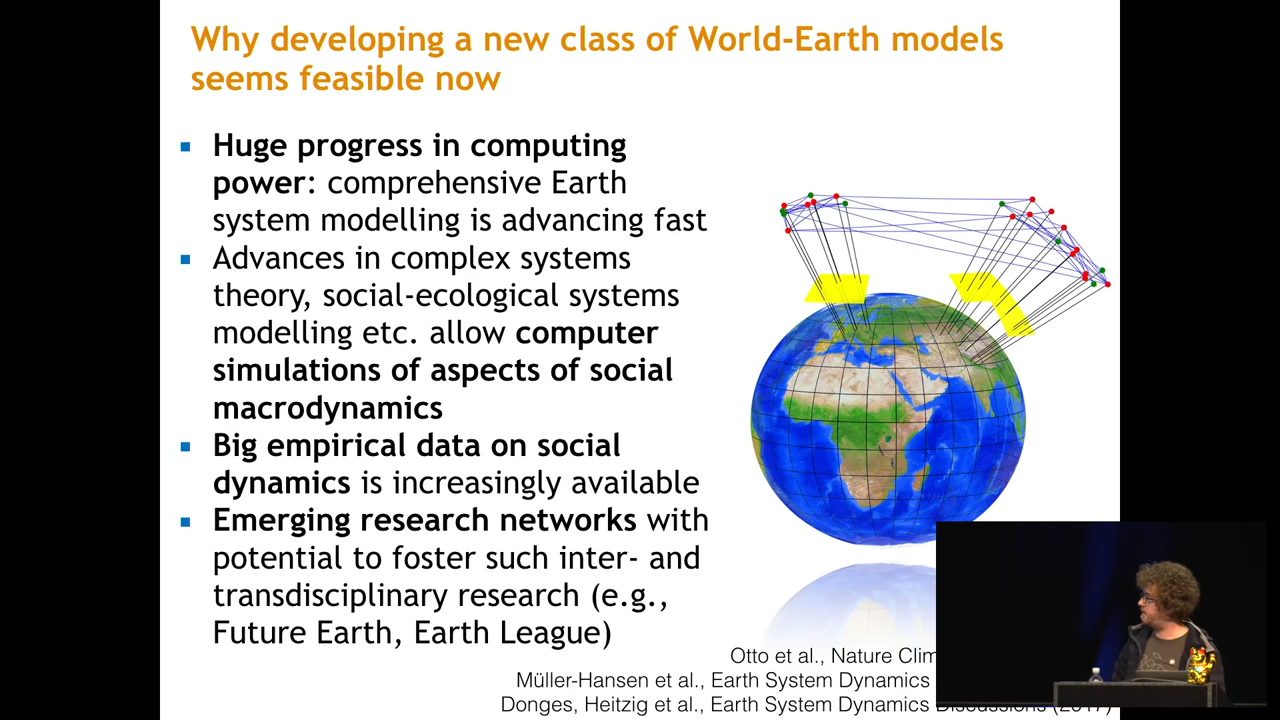 Why developing a new class of World-Earth models
seems feasible now
Huge progress in computing
power: comprehensive Earth
system modelling is advancing fast
Advances in complex systems
theory, social-ecological systems
modelling etc. allow computer
simulations of aspects of social
macrodynamics
Big empirical data on social
dynamics is increasingly available
Emerging research networks with
potential to foster such inter- and
transdisciplinary research (e.g.,
Future Earth, Earth League)
Otto et al., Nature
Müller-Hansen et al., Earth System Dynamics
Donges, Heitzig et al., Earth System Dynamics Discussions (2017)